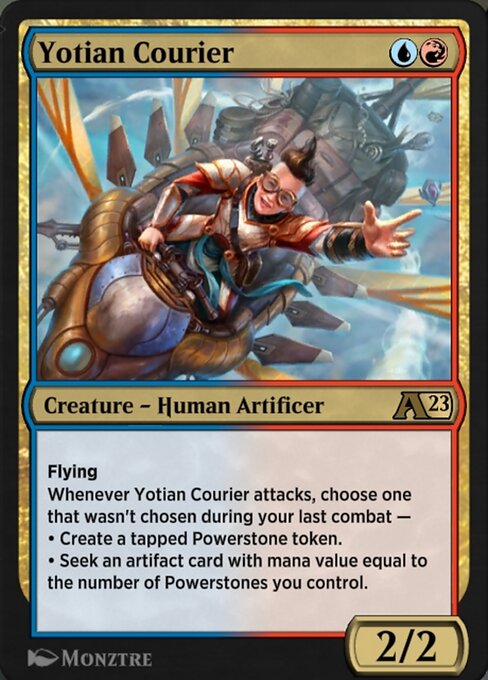 Yotian Courier
Creature – Human Artificer
A23
Flying
Whenever Yotian Courier attacks, choose one
that wasn't chosen during your last combat —
• Create a tapped Powerstone token.
• Seek an artifact card with mana value equal to
the number of Powerstones you control.
2/2
Monztre